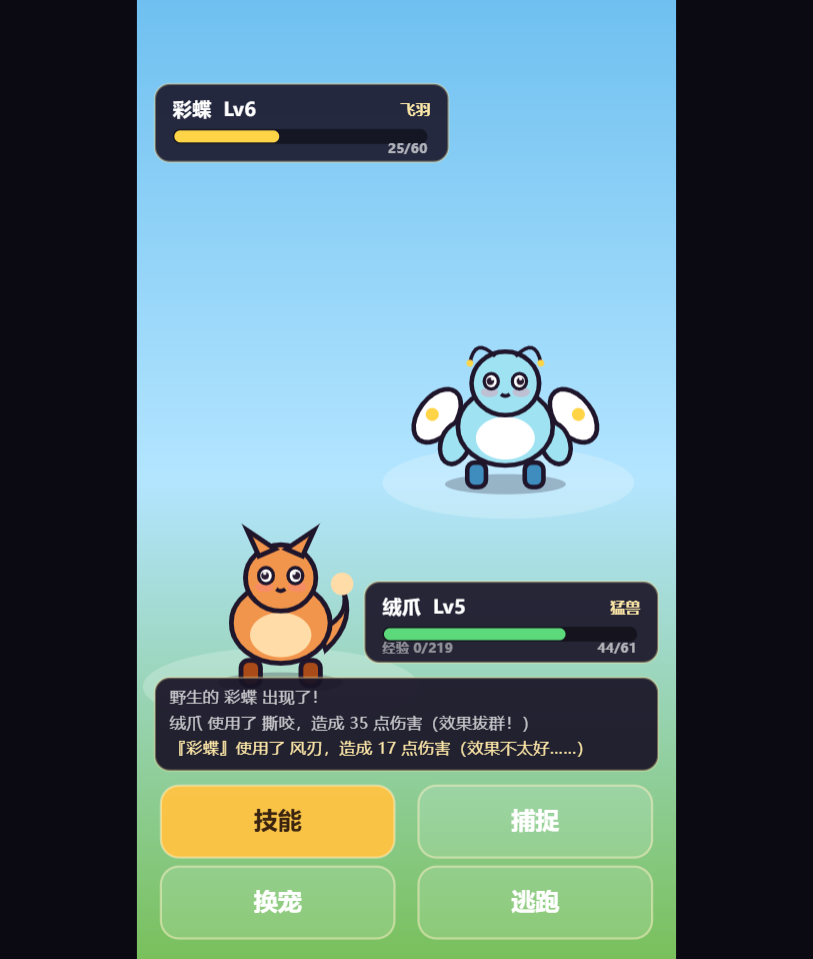 彩蝶 Lv6 飞羽
25/60
绒爪 Lv5 猛兽
经验 0/219 44/61
野生的 彩蝶 出现了！
绒爪 使用了 撕咬，造成 35 点伤害（效果拔群！）
『彩蝶』使用了 风刃，造成 17 点伤害（效果不太好……）
技能 捕捉
换宠 逃跑